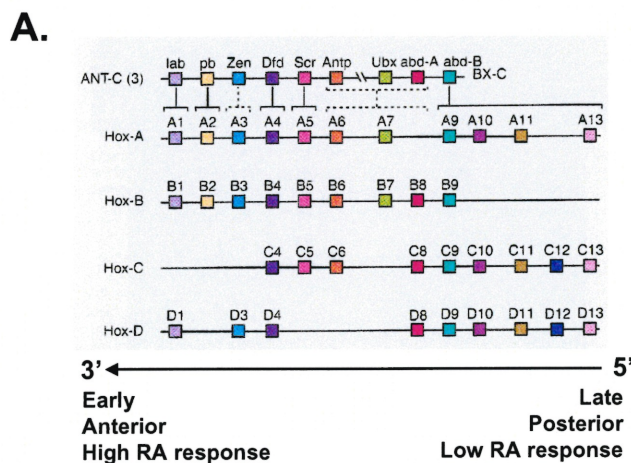 A.
lab pb Zen Dfd Scr Antp Ubx abd-A abd-B
ANT-C (3) BX-C
A1 A2 A3 A4 A5 A6 A7 A9 A10 A11 A13
Hox-A
B1 B2 B3 B4 B5 B6 B7 B8 B9
Hox-B
C4 C5 C6 C8 C9 C10 C11 C12 C13
Hox-C
D1 D3 D4 D8 D9 D10 D11 D12 D13
Hox-D
3' 5'
Early Late
Anterior Posterior
High RA response Low RA response